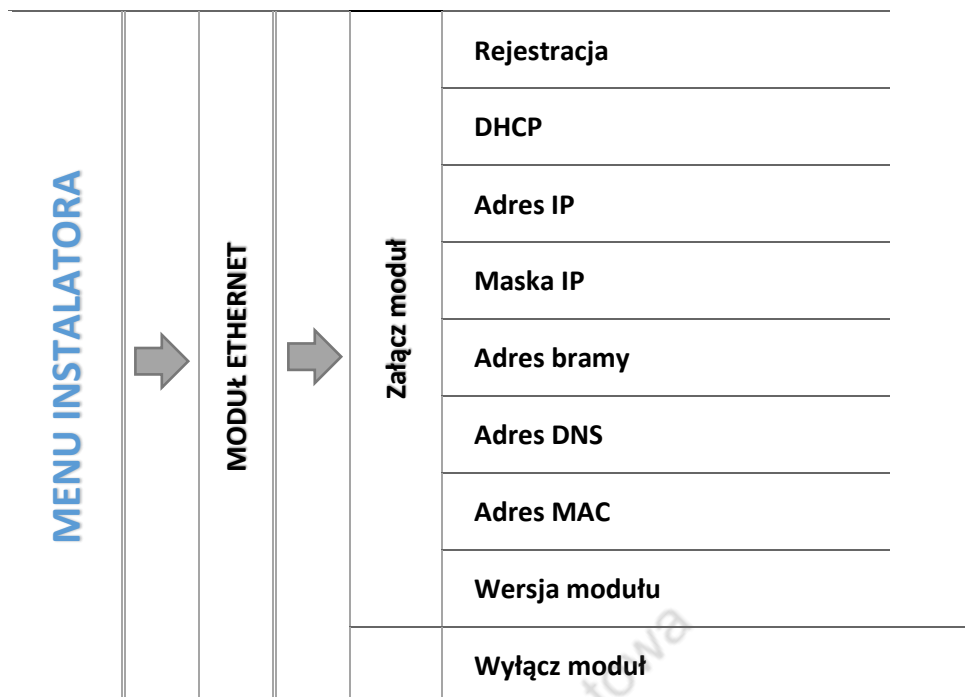 MENU INSTALATORA
MODUŁ ETHERNET
Załącz moduł
Rejestracja
DHCP
Adres IP
Maska IP
Adres bramy
Adres DNS
Adres MAC
Wersja modułu
Wyłącz moduł